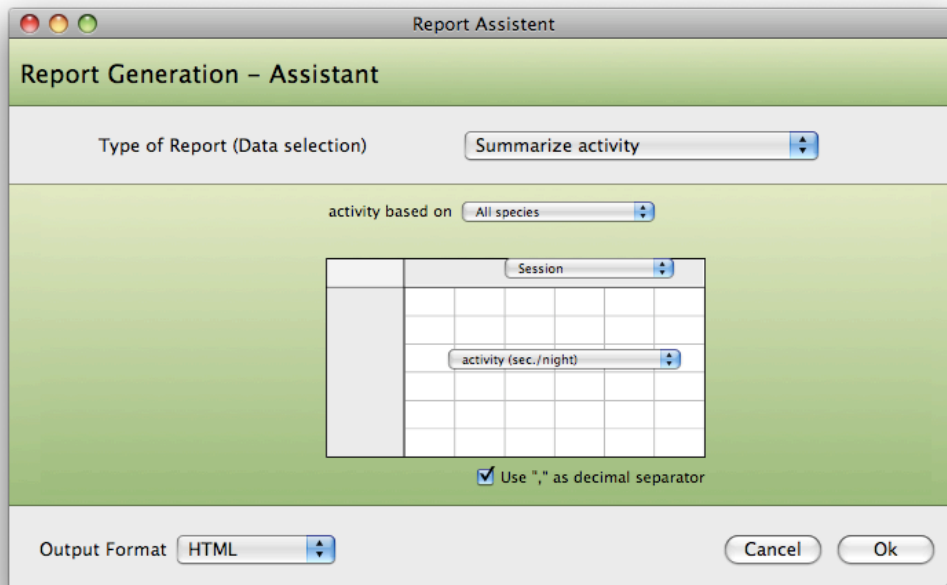 Report Assistent
Report Generation – Assistant
Type of Report (Data selection) Summarize activity
activity based on All species
Session
activity (sec./night)
Use "," as decimal separator
Output Format HTML Cancel Ok